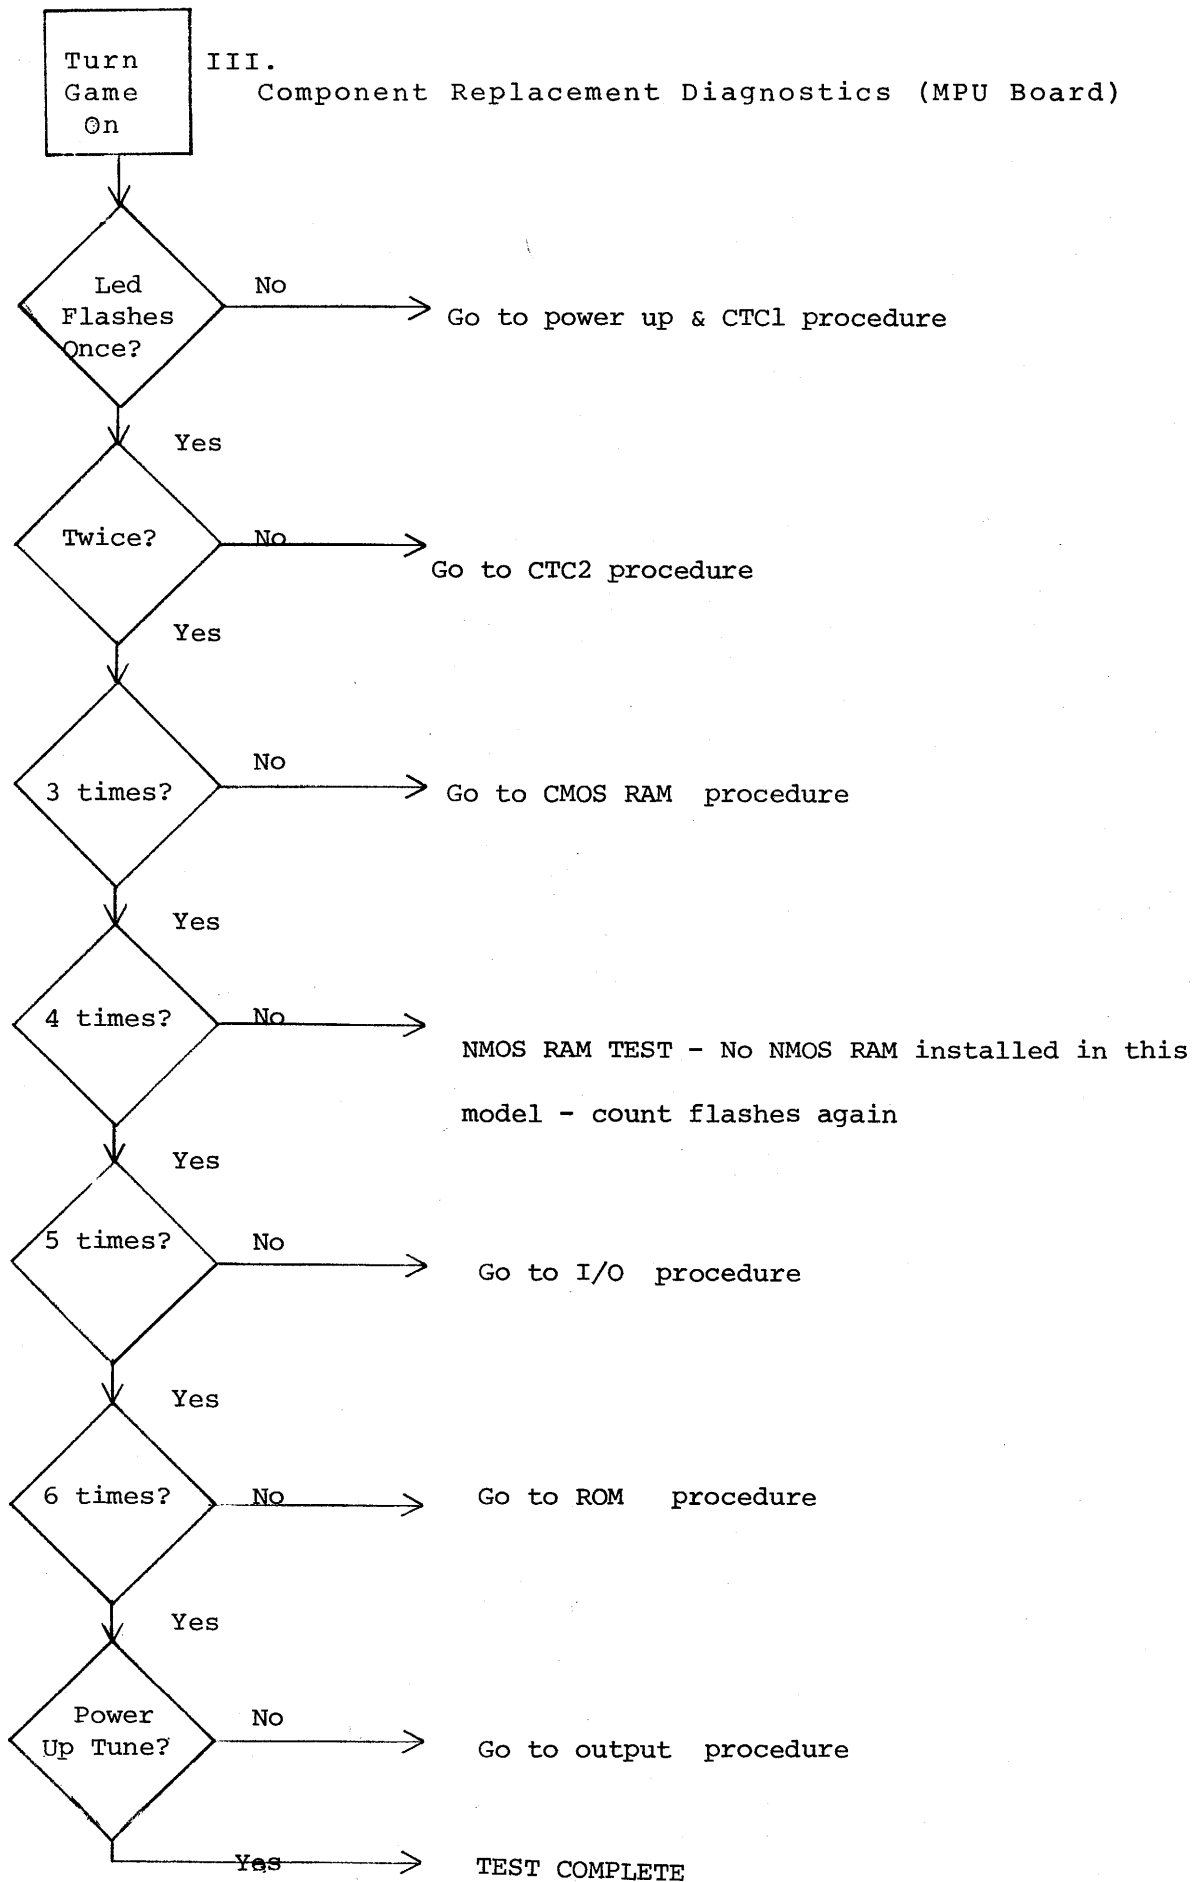 Turn
Game
On
III.
Component Replacement Diagnostics (MPU Board)
Led
Flashes
Once?
No
Go to power up & CTC1 procedure
Yes
Twice?
No
Go to CTC2 procedure
Yes
3 times?
No
Go to CMOS RAM procedure
Yes
4 times?
No
NMOS RAM TEST - No NMOS RAM installed in this
model - count flashes again
Yes
5 times?
No
Go to I/O procedure
Yes
6 times?
No
Go to ROM procedure
Yes
Power
Up Tune?
No
Go to output procedure
Yes
TEST COMPLETE